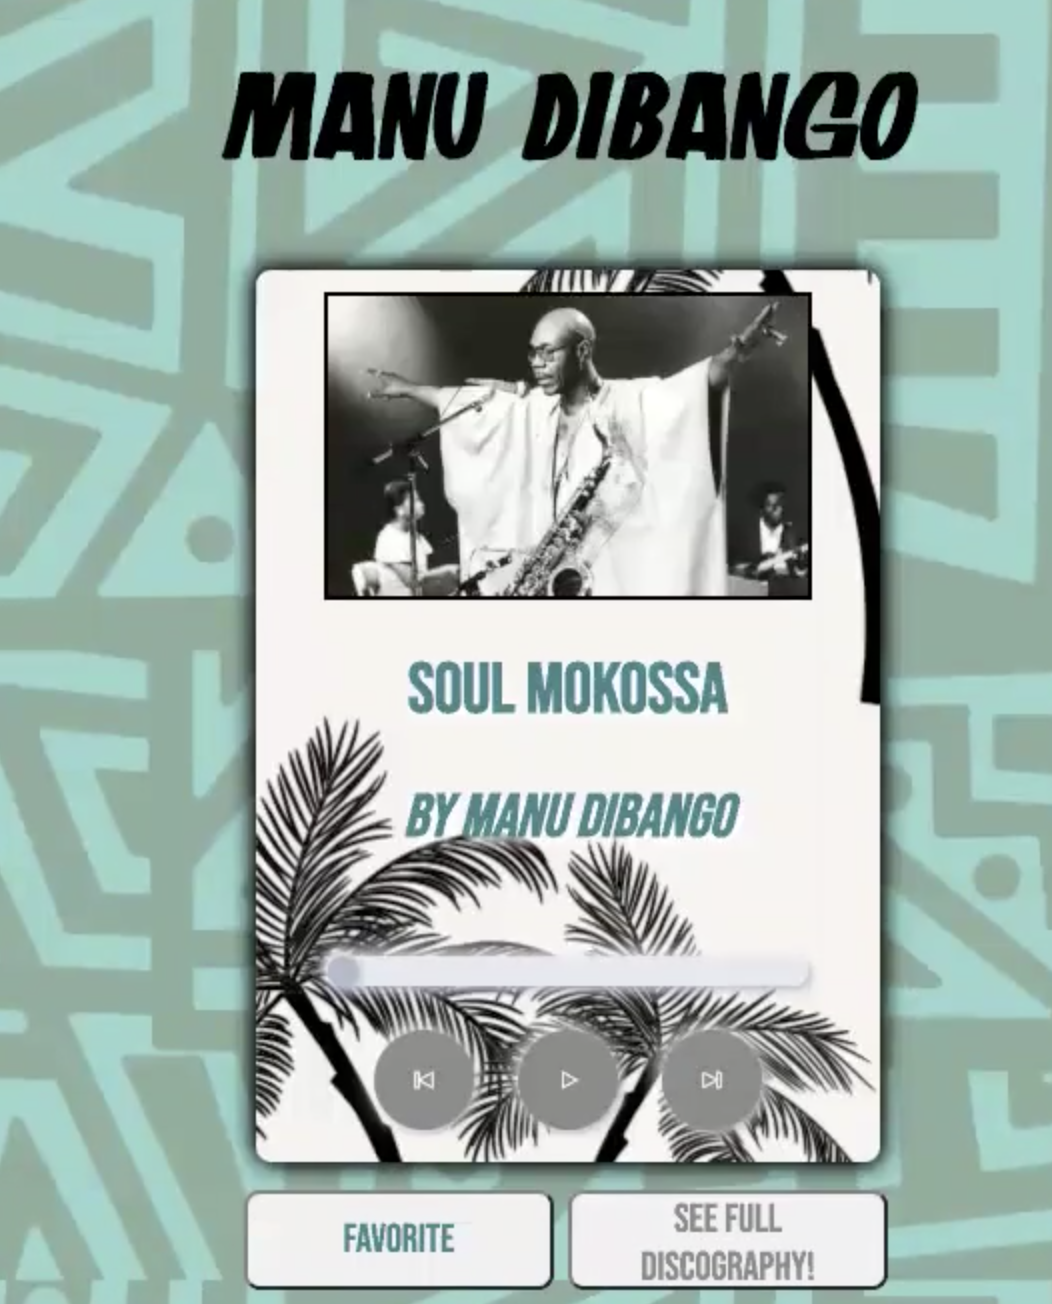 MANU DIBANGO
SOUL MOKOSSA
BY MANU DIBANGO
FAVORITE
SEE FULL
DISCOGRAPHY!